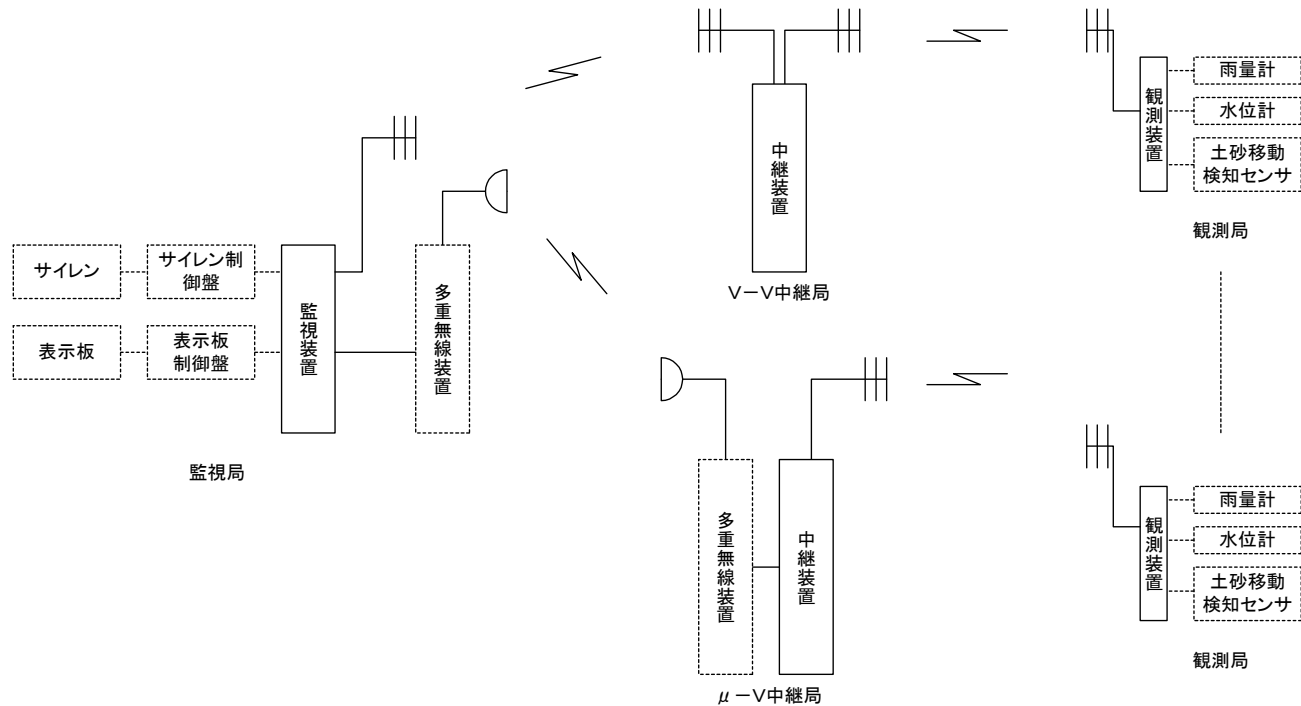 サイレン
サイレン制
御盤
表示板
表示板
制御盤
監視装置
多重無線装置
監視局
中継装置
V－V中継局
多重無線装置
中継装置
μ－V中継局
観測装置
雨量計
水位計
土砂移動
検知センサ
観測局
観測装置
雨量計
水位計
土砂移動
検知センサ
観測局